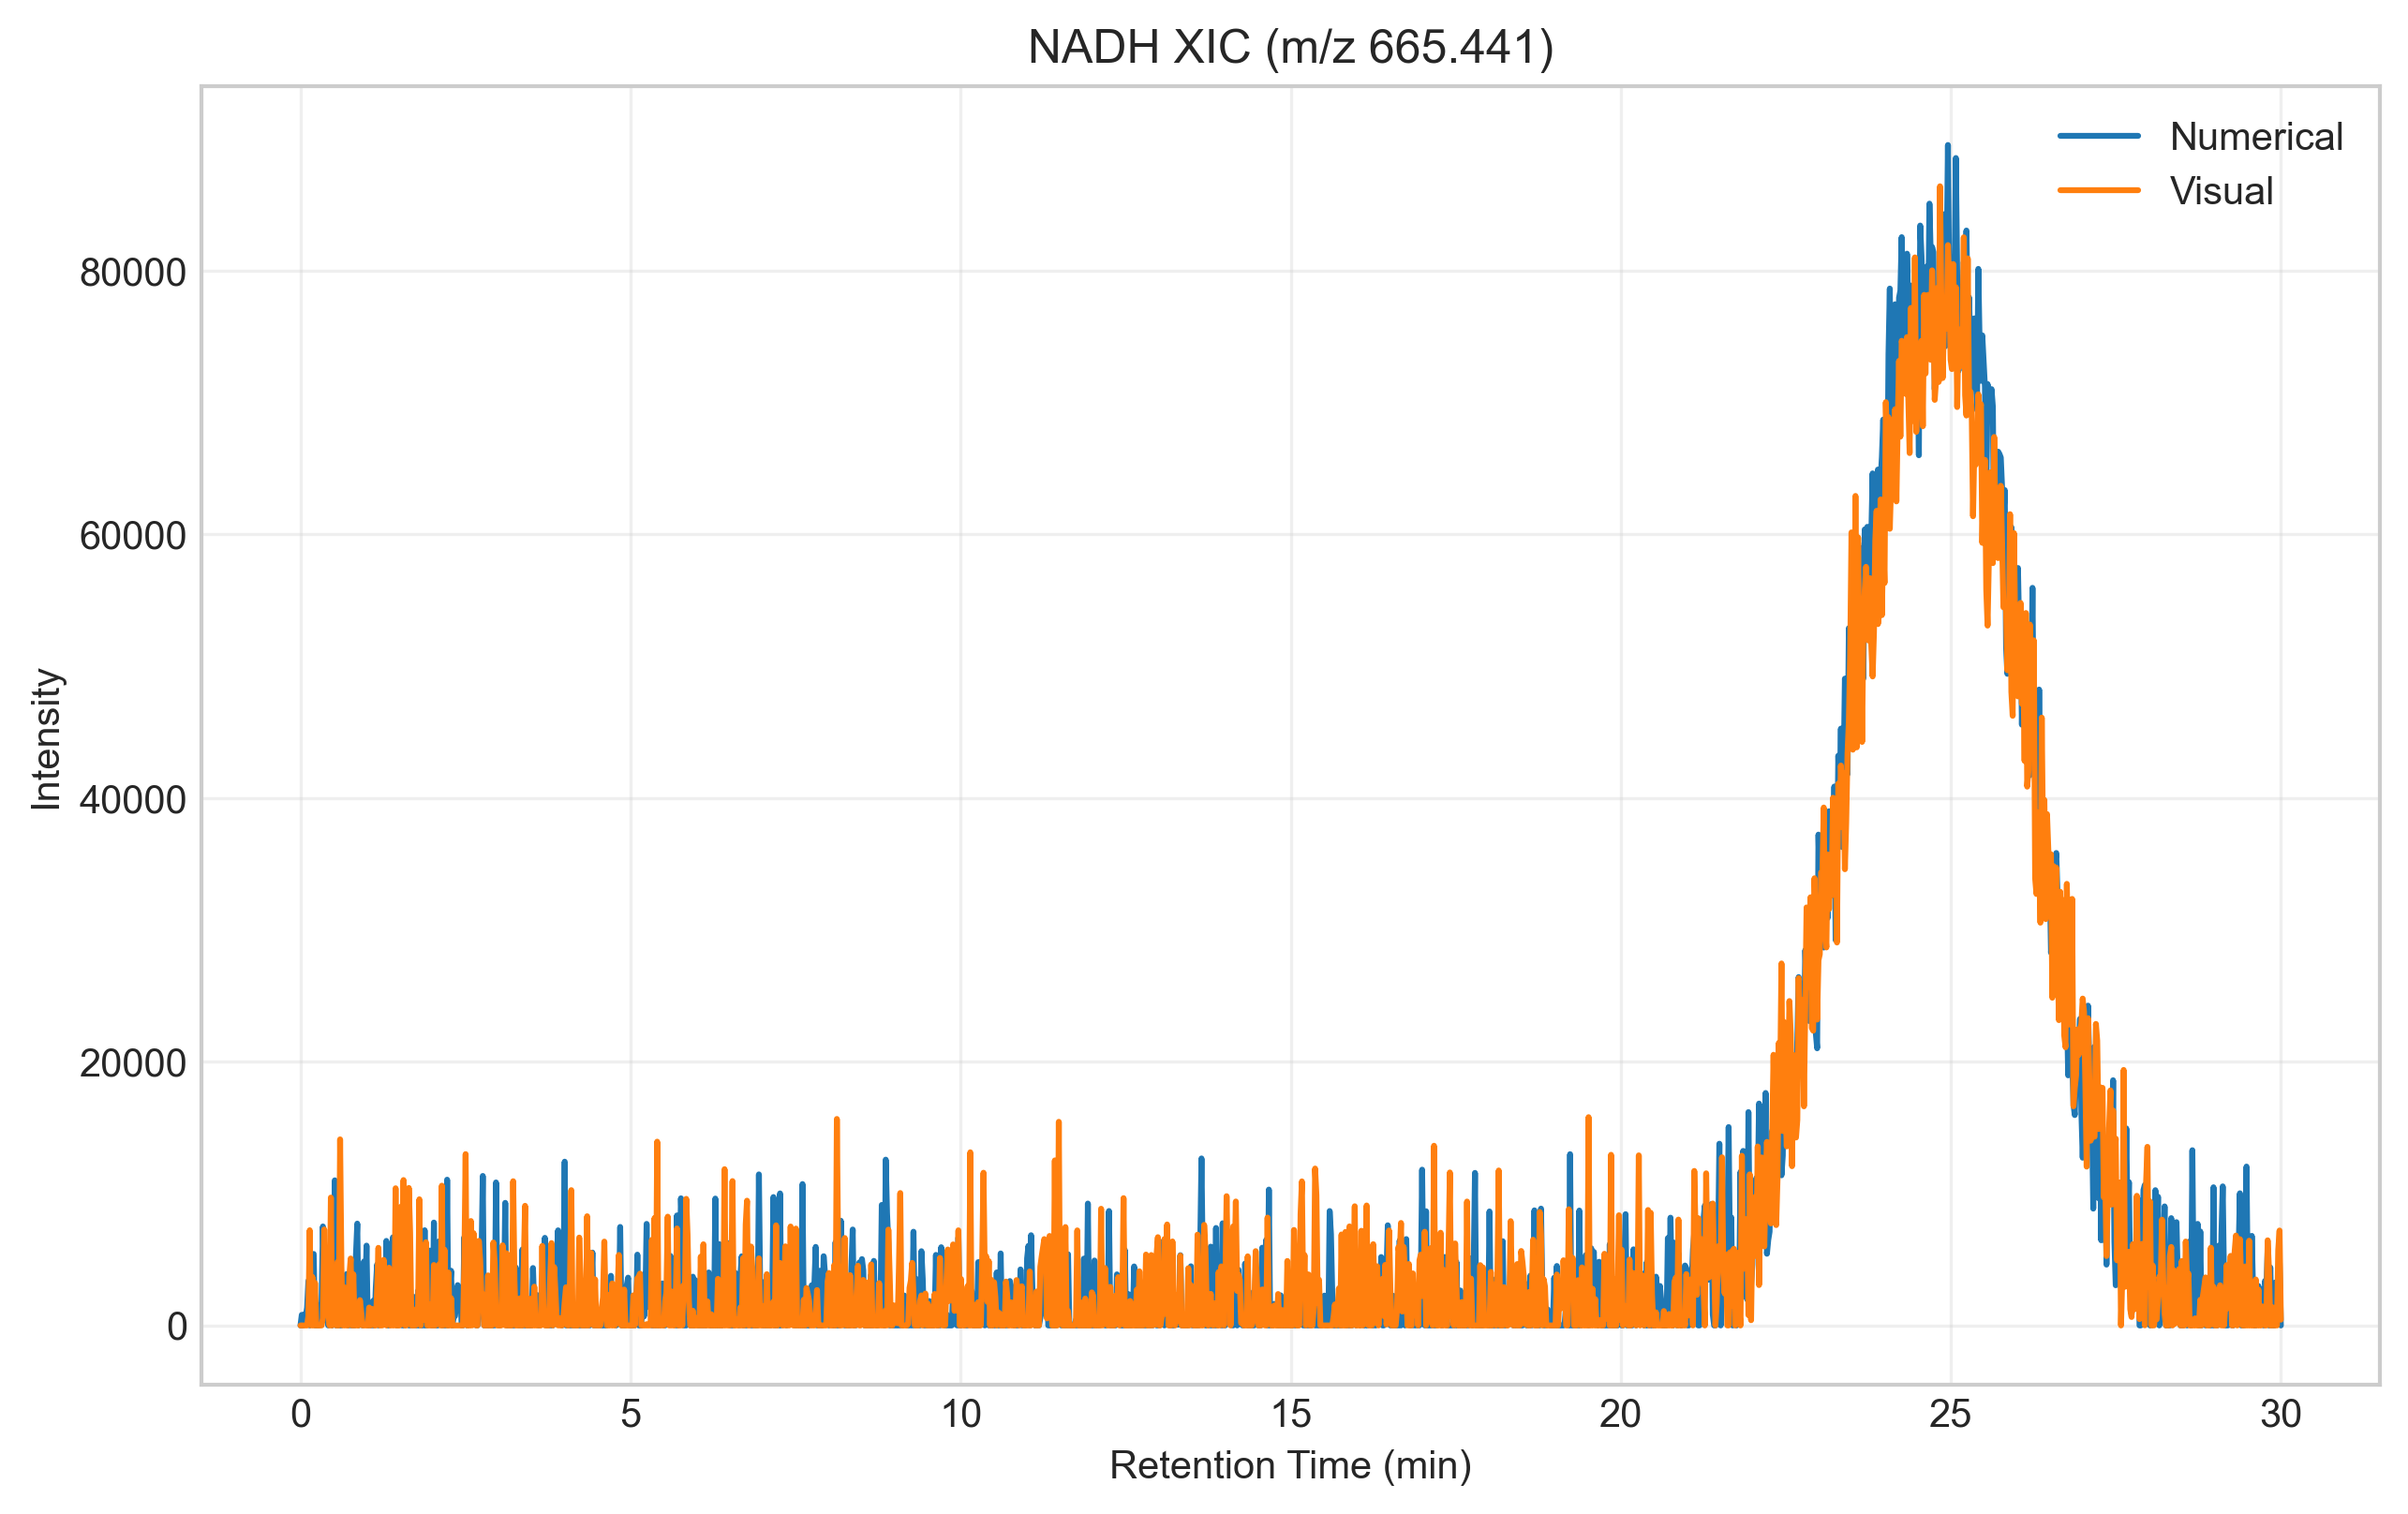 NADH XIC (m/z 665.441)
Numerical
Visual
80000
60000
40000
20000
0
Intensity
0 5 10 15 20 25 30
Retention Time (min)